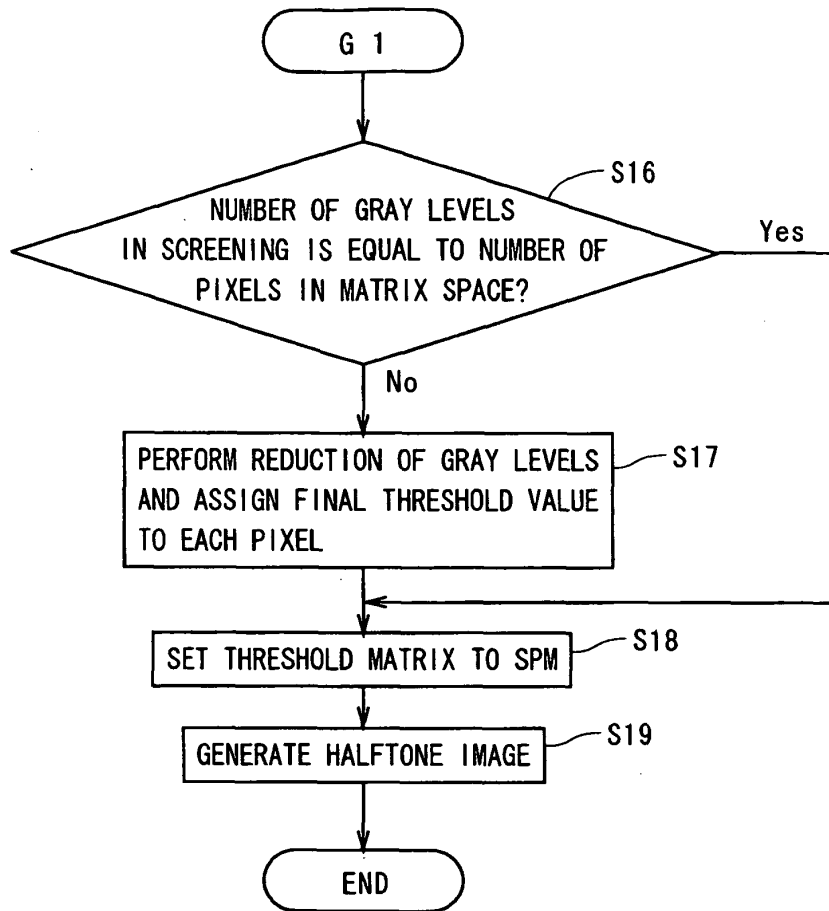 G 1
S16
NUMBER OF GRAY LEVELS
IN SCREENING IS EQUAL TO NUMBER OF
PIXELS IN MATRIX SPACE?
Yes
No
PERFORM REDUCTION OF GRAY LEVELS
AND ASSIGN FINAL THRESHOLD VALUE
TO EACH PIXEL
S17
SET THRESHOLD MATRIX TO SPM
S18
GENERATE HALFTONE IMAGE
S19
END